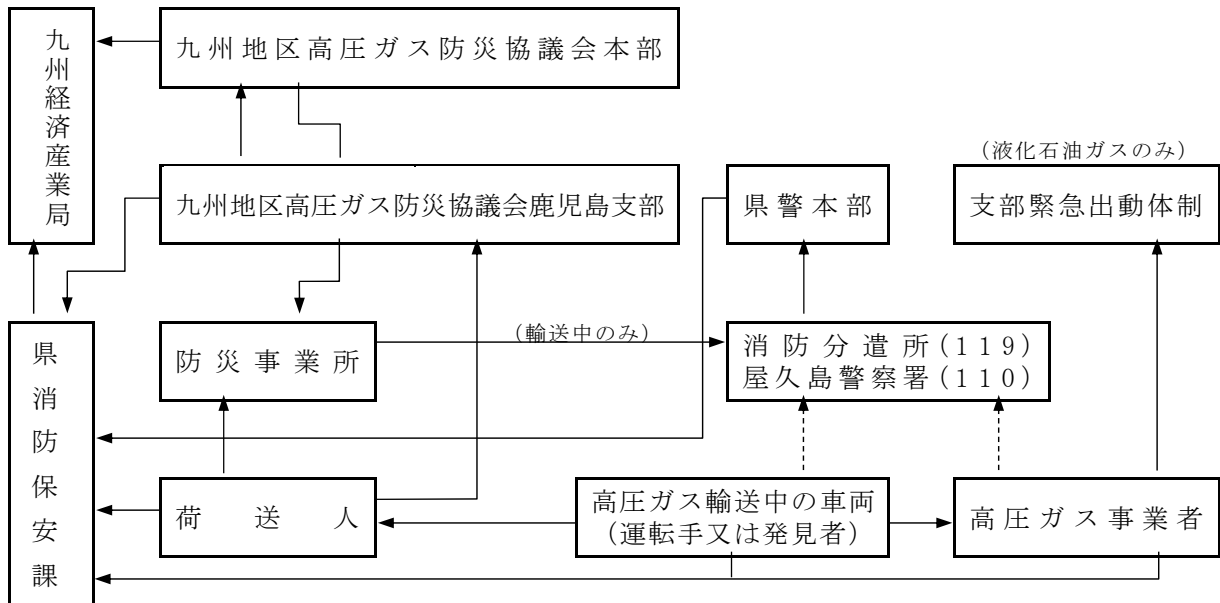 九州経済産業局
九州地区高圧ガス防災協議会本部
(液化石油ガスのみ)
九州地区高圧ガス防災協議会鹿児島支部
県警本部
支部緊急出動体制
県消防保安課
防災事業所
(輸送中のみ)
消防分遣所(119)
屋久島警察署(110)
荷送人
高圧ガス輸送中の車両
(運転手又は発見者)
高圧ガス事業者